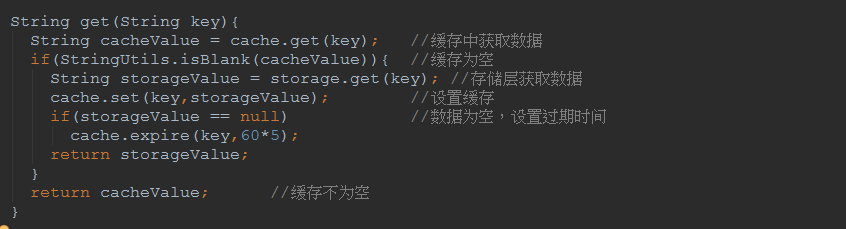 String get(String key){
String cacheValue = cache.get(key); //缓存中获取数据
if(StringUtils.isBlank(cacheValue)){ //缓存为空
String storageValue = storage.get(key); //存储层获取数据
cache.set(key,storageValue); //设置缓存
if(storageValue == null) //数据为空，设置过期时间
cache.expire(key,60*5);
return storageValue;
}
return cacheValue; //缓存不为空
}